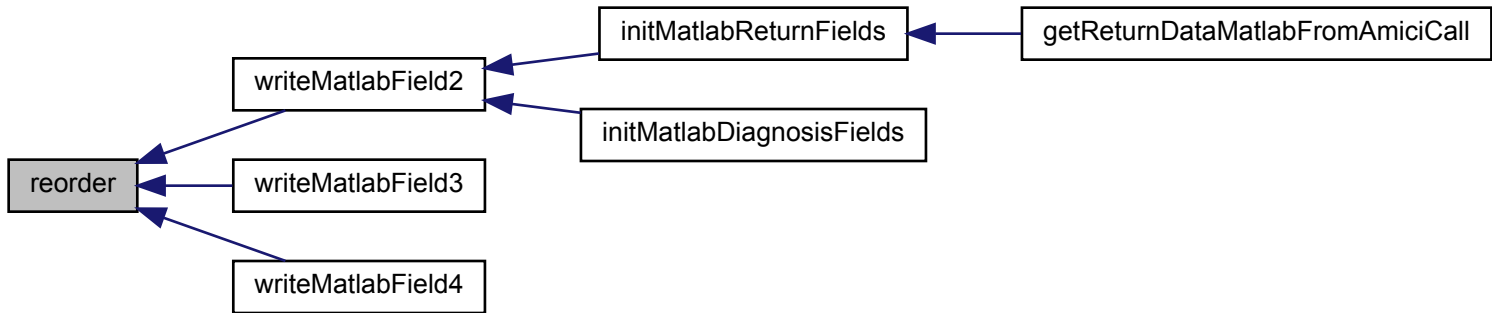 initMatlabReturnFields
getReturnDataMatlabFromAmiciCall
writeMatlabField2
initMatlabDiagnosisFields
reorder
writeMatlabField3
writeMatlabField4